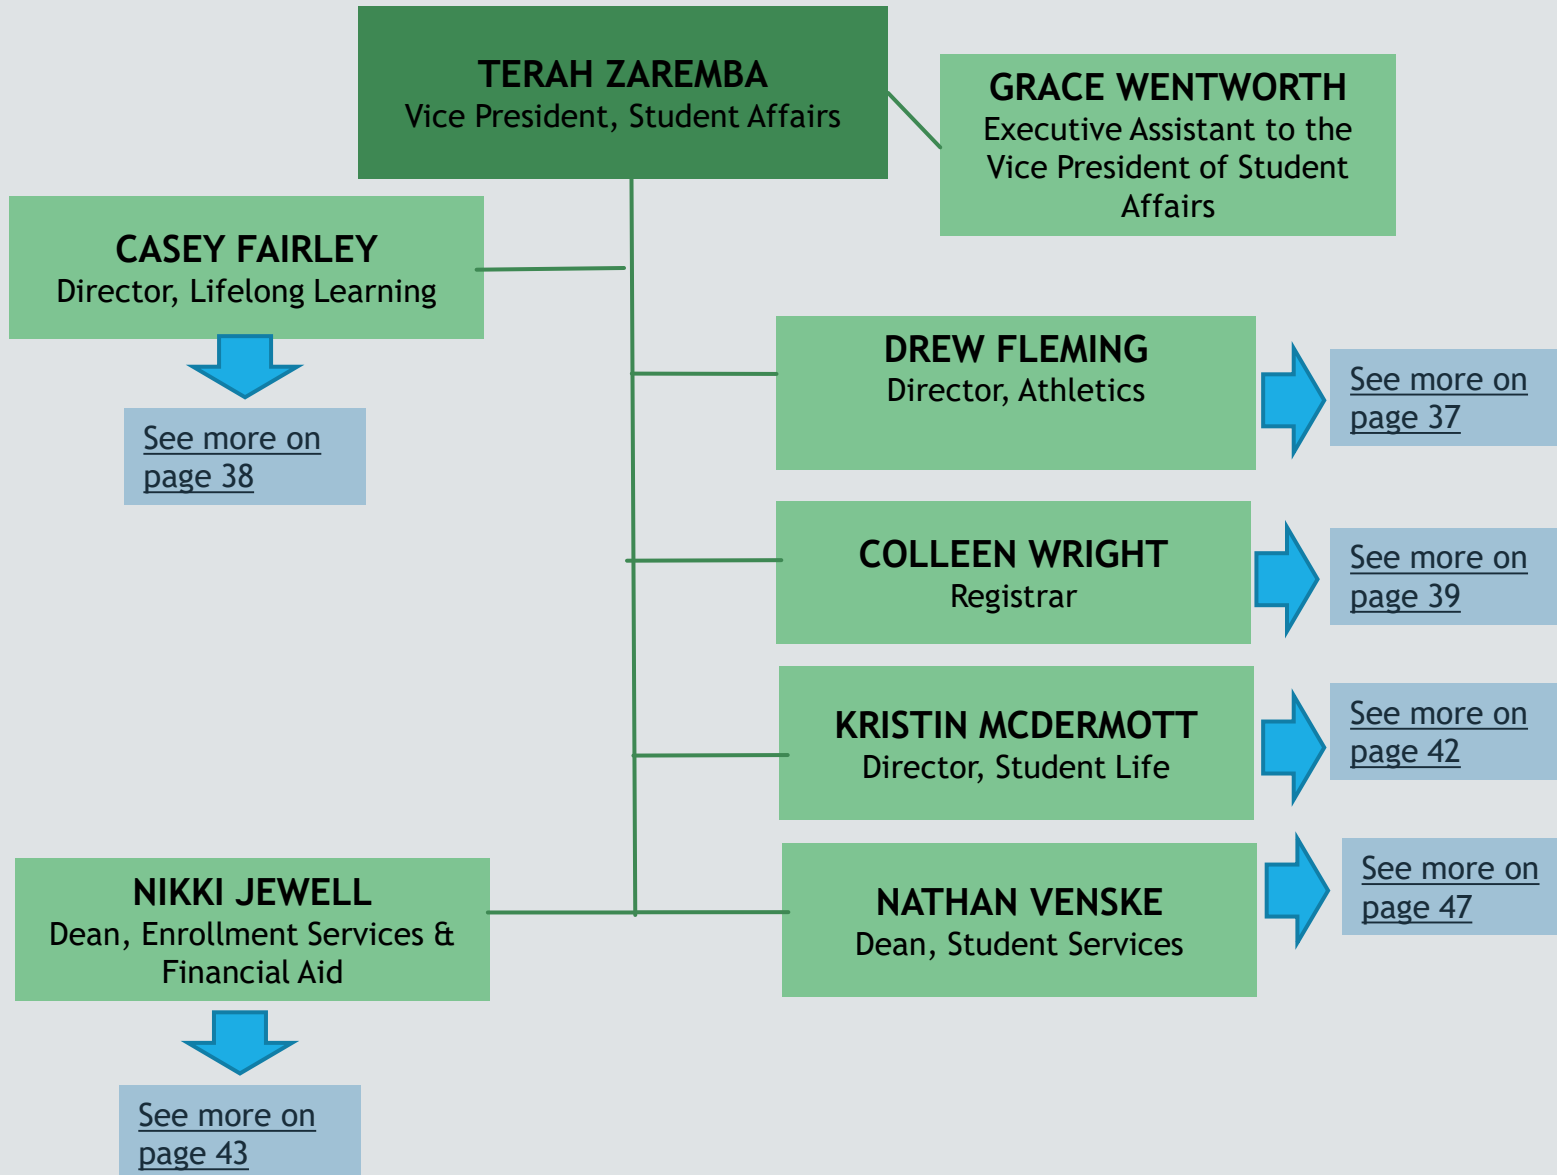 TERAH ZAREMBA
Vice President, Student Affairs
GRACE WENTWORTH
Executive Assistant to the
Vice President of Student
Affairs
CASEY FAIRLEY
Director, Lifelong Learning
See more on
page 38
DREW FLEMING
Director, Athletics
See more on
page 37
COLLEEN WRIGHT
Registrar
See more on
page 39
KRISTIN MCDERMOTT
Director, Student Life
See more on
page 42
NIKKI JEWELL
Dean, Enrollment Services &
Financial Aid
See more on
page 43
NATHAN VENSKE
Dean, Student Services
See more on
page 47